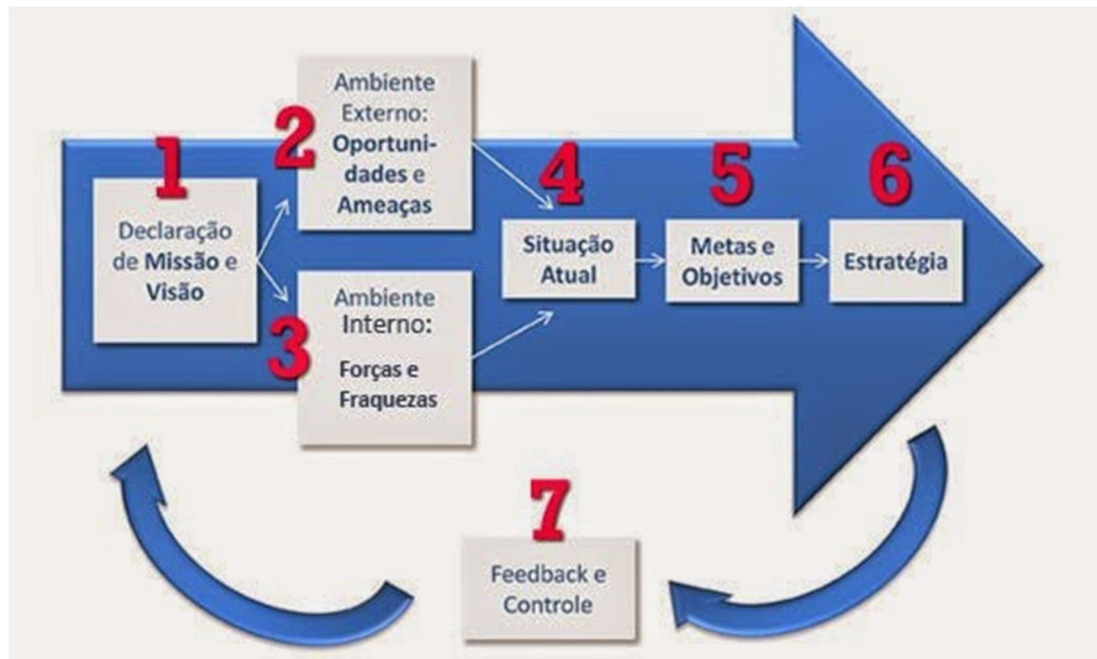 1
Declaração
de Missão e
Visão
2
Ambiente
Externo:
Oportuni-
dades e
Ameaças
3
Ambiente
Interno:
Forças e
Fraquezas
4
Situação
Atual
5
Metas e
Objetivos
6
Estratégia
7
Feedback e
Controle